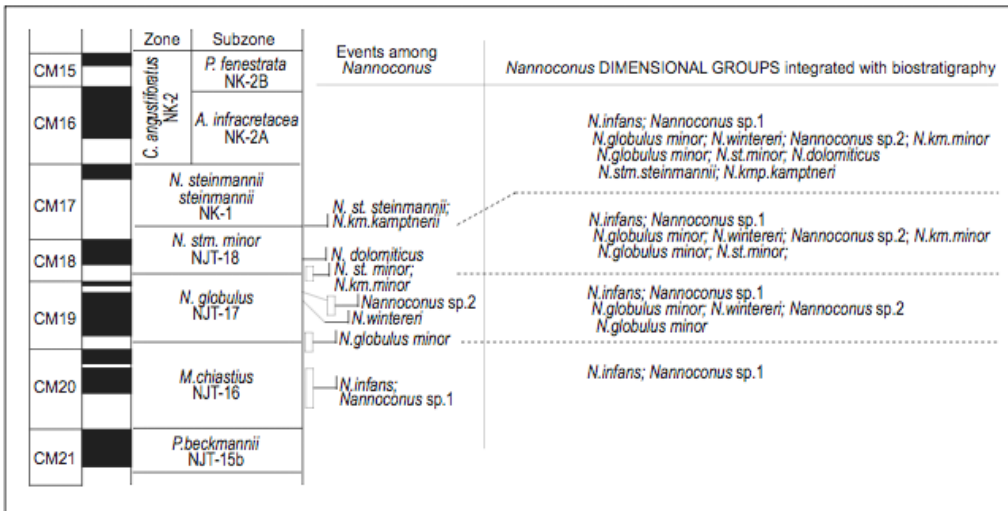 Zone
Subzone
Events among
Nannoconus
Nannoconus DIMENSIONAL GROUPS integrated with biostratigraphy
CM15
CM16
CM17
CM18
CM19
CM20
CM21
C. angustiforatus
NK-2
P. fenestrata
NK-2B
A. infracretacea
NK-2A
N. steinmannii
steinmannii
NK-1
N. stm. minor
NJT-18
N. globulus
NJT-17
M.chiastius
NJT-16
P.beckmannii
NJT-15b
N. st. steinmannii;
N.km.kamptnerii
N. dolomiticus
N. st. minor;
N.km.minor
Nannoconus sp.2
N.wintereri
N.globulus minor
N.infans;
Nannoconus sp.1
N.infans; Nannoconus sp.1
N.globulus minor; N.wintereri; Nannoconus sp.2; N.km.minor
N.globulus minor; N.st.minor; N.dolomiticus
N.stm.steinmannii; N.kmp.kamptneri
N.infans; Nannoconus sp.1
N.globulus minor; N.wintereri; Nannoconus sp.2; N.km.minor
N.globulus minor; N.st.minor;
N.infans; Nannoconus sp.1
N.globulus minor; N.wintereri; Nannoconus sp.2
N.globulus minor
N.infans; Nannoconus sp.1